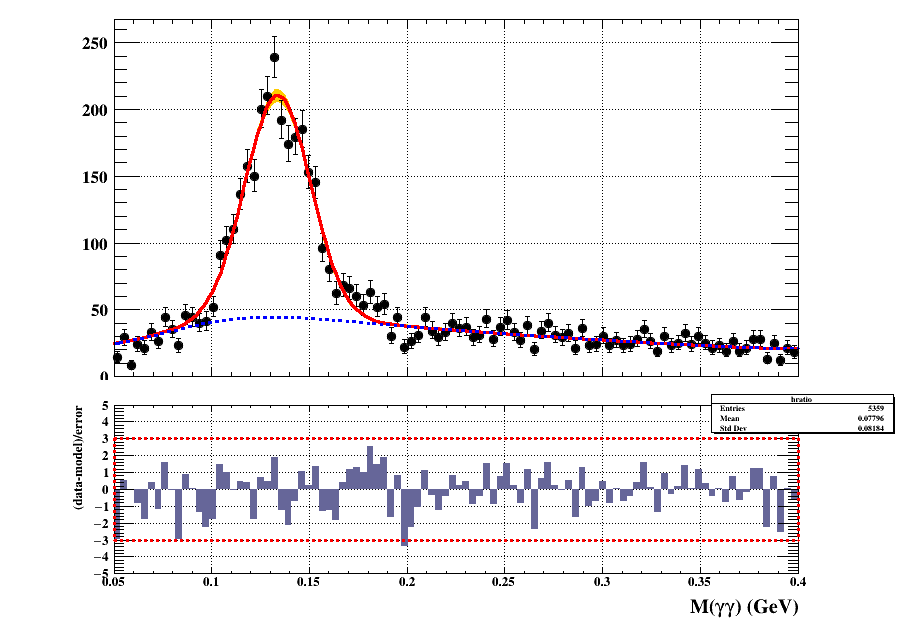 250
200
150
100
50
0
hratio
Entries 5359
Mean 0.07796
Std Dev 0.08184
(data-model)/error
5
4
3
2
1
0
−1
−2
−3
−4
−5
0.05 0.1 0.15 0.2 0.25 0.3 0.35 0.4
M(γγ) (GeV)